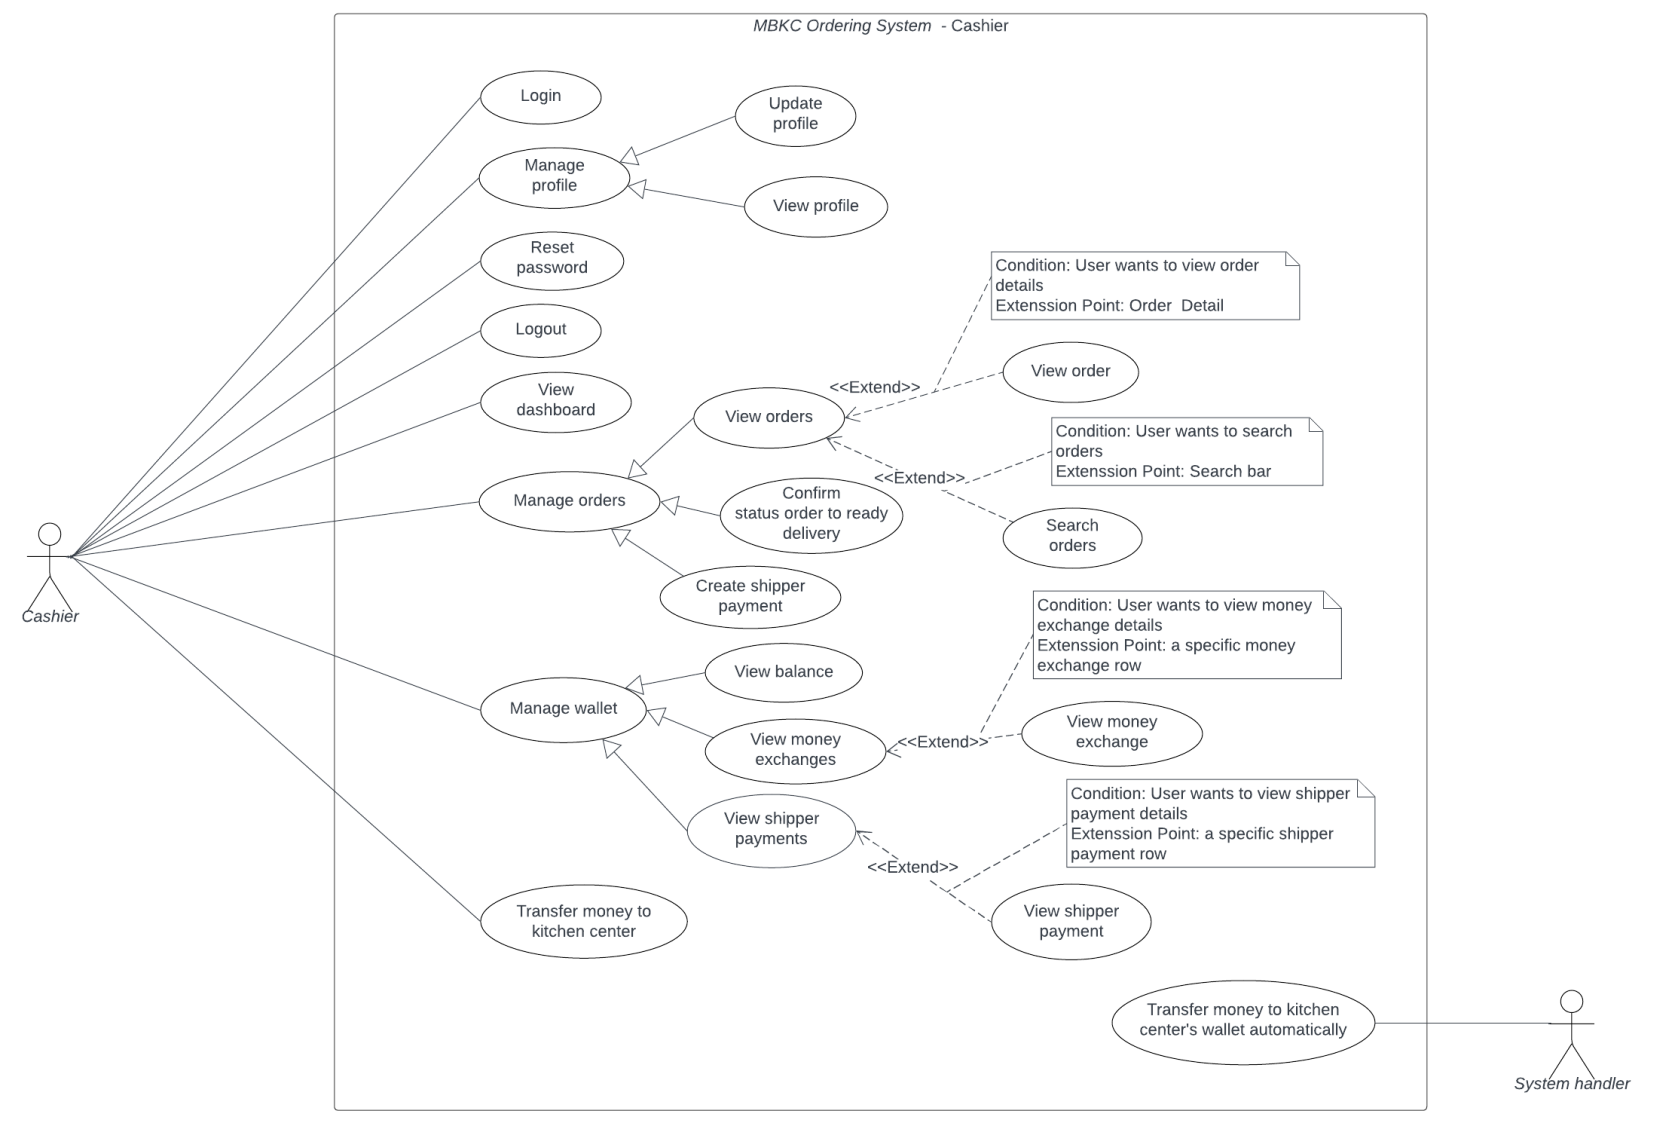 MBKC Ordering System  - Cashier
Login
Update
profile
Manage
profile
View profile
Reset
password
Condition: User wants to view order
details
Extenssion Point: Order  Detail
Logout
View order
View
dashboard
<<Extend>>
View orders
Condition: User wants to search
orders
Extenssion Point: Search bar
<<Extend>>
Manage orders
Confirm
status order to ready
delivery
Search
orders
Create shipper
payment
Cashier
Condition: User wants to view money
exchange details
Extenssion Point: a specific money
exchange row
View balance
Manage wallet
View money
exchanges
<<Extend>>
View money
exchange
Condition: User wants to view shipper
payment details
Extenssion Point: a specific shipper
payment row
View shipper
payments
<<Extend>>
Transfer money to
kitchen center
View shipper
payment
Transfer money to kitchen
center's wallet automatically
System handler